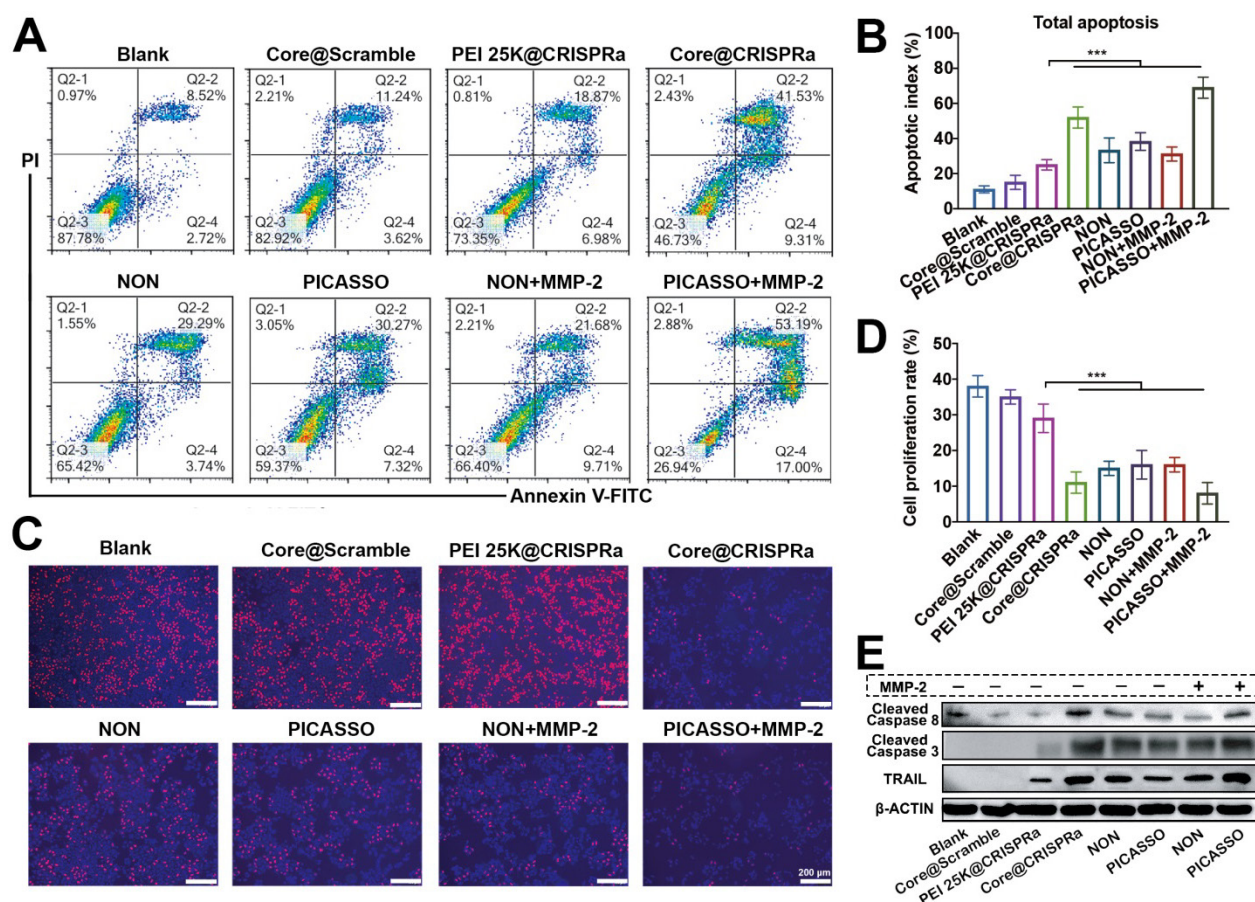 A
Blank
Core@Scramble
PEI 25K@CRISPRa
Core@CRISPRa
Q2-1
0.97%
Q2-2
8.52%
Q2-3
87.78%
Q2-4
2.72%
Q2-1
2.21%
Q2-2
11.24%
Q2-3
82.92%
Q2-4
3.62%
Q2-1
0.81%
Q2-2
18.87%
Q2-3
73.35%
Q2-4
6.98%
Q2-1
2.43%
Q2-2
41.53%
Q2-3
46.73%
Q2-4
9.31%
PI
NON
PICASSO
NON+MMP-2
PICASSO+MMP-2
Q2-1
1.55%
Q2-2
29.29%
Q2-3
65.42%
Q2-4
3.74%
Q2-1
3.05%
Q2-2
30.27%
Q2-3
59.37%
Q2-4
7.32%
Q2-1
2.21%
Q2-2
21.68%
Q2-3
66.40%
Q2-4
9.71%
Q2-1
2.88%
Q2-2
53.19%
Q2-3
26.94%
Q2-4
17.00%
Annexin V-FITC
B
Total apoptosis
Apoptotic index (%)
100
80
60
40
20
0
***
Blank
Core@Scramble
PEI 25K@CRISPRa
Core@CRISPRa
NON
PICASSO
NON+MMP-2
PICASSO+MMP-2
C
Blank
Core@Scramble
PEI 25K@CRISPRa
Core@CRISPRa
NON
PICASSO
NON+MMP-2
PICASSO+MMP-2
200 µm
D
Cell proliferation rate (%)
50
40
30
20
10
0
***
Blank
Core@Scramble
PEI 25K@CRISPRa
Core@CRISPRa
NON
PICASSO
NON+MMP-2
PICASSO+MMP-2
E
MMP-2 − − − − − − + +
Cleaved
Caspase 8
Cleaved
Caspase 3
TRAIL
β-ACTIN
Blank
Core@Scramble
PEI 25K@CRISPRa
Core@CRISPRa
NON
PICASSO
NON
PICASSO